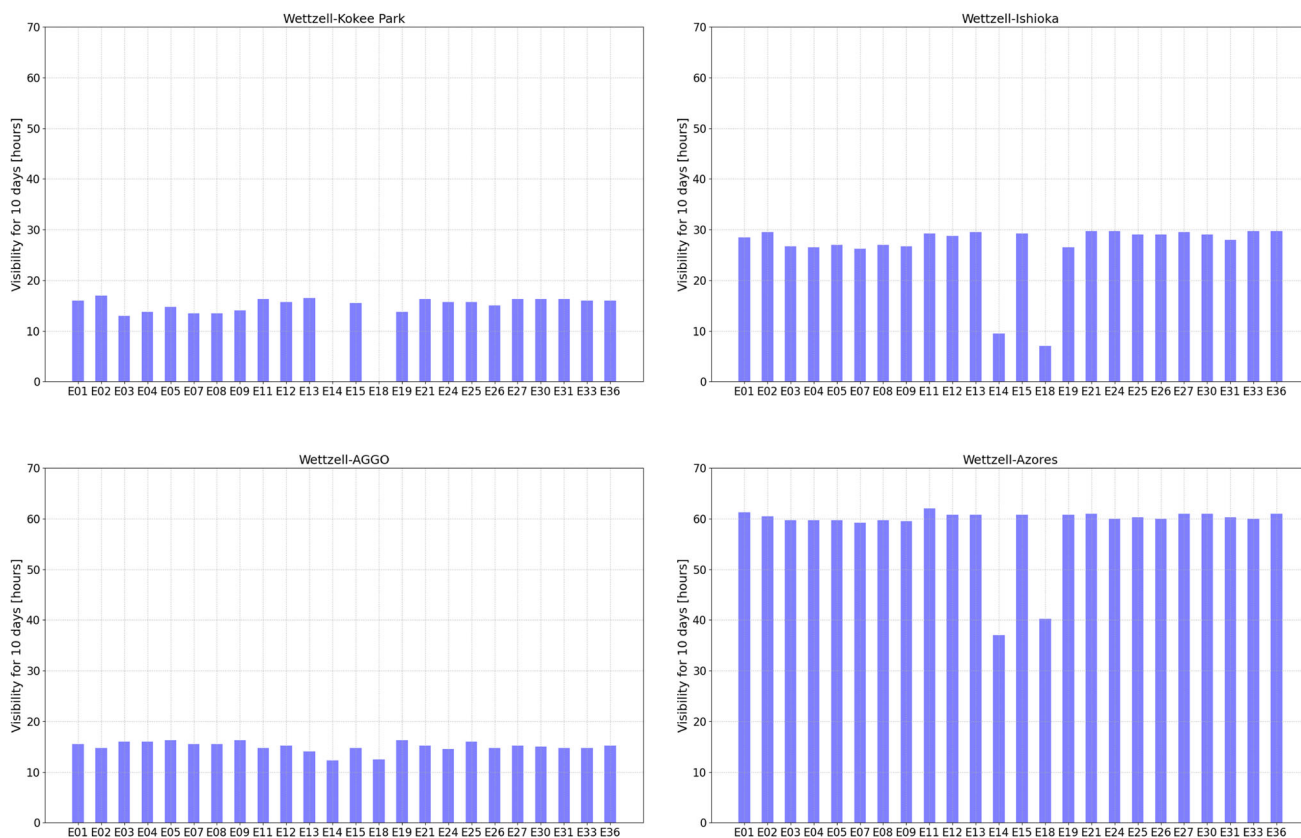 Wettzell-Kokee Park
Visibility for 10 days [hours]
70
60
50
40
30
20
10
0
E01 E02 E03 E04 E05 E07 E08 E09 E11 E12 E13 E14 E15 E18 E19 E21 E24 E25 E26 E27 E30 E31 E33 E36
Wettzell-Ishioka
Visibility for 10 days [hours]
70
60
50
40
30
20
10
0
E01 E02 E03 E04 E05 E07 E08 E09 E11 E12 E13 E14 E15 E18 E19 E21 E24 E25 E26 E27 E30 E31 E33 E36
Wettzell-AGGO
Visibility for 10 days [hours]
70
60
50
40
30
20
10
0
E01 E02 E03 E04 E05 E07 E08 E09 E11 E12 E13 E14 E15 E18 E19 E21 E24 E25 E26 E27 E30 E31 E33 E36
Wettzell-Azores
Visibility for 10 days [hours]
70
60
50
40
30
20
10
0
E01 E02 E03 E04 E05 E07 E08 E09 E11 E12 E13 E14 E15 E18 E19 E21 E24 E25 E26 E27 E30 E31 E33 E36